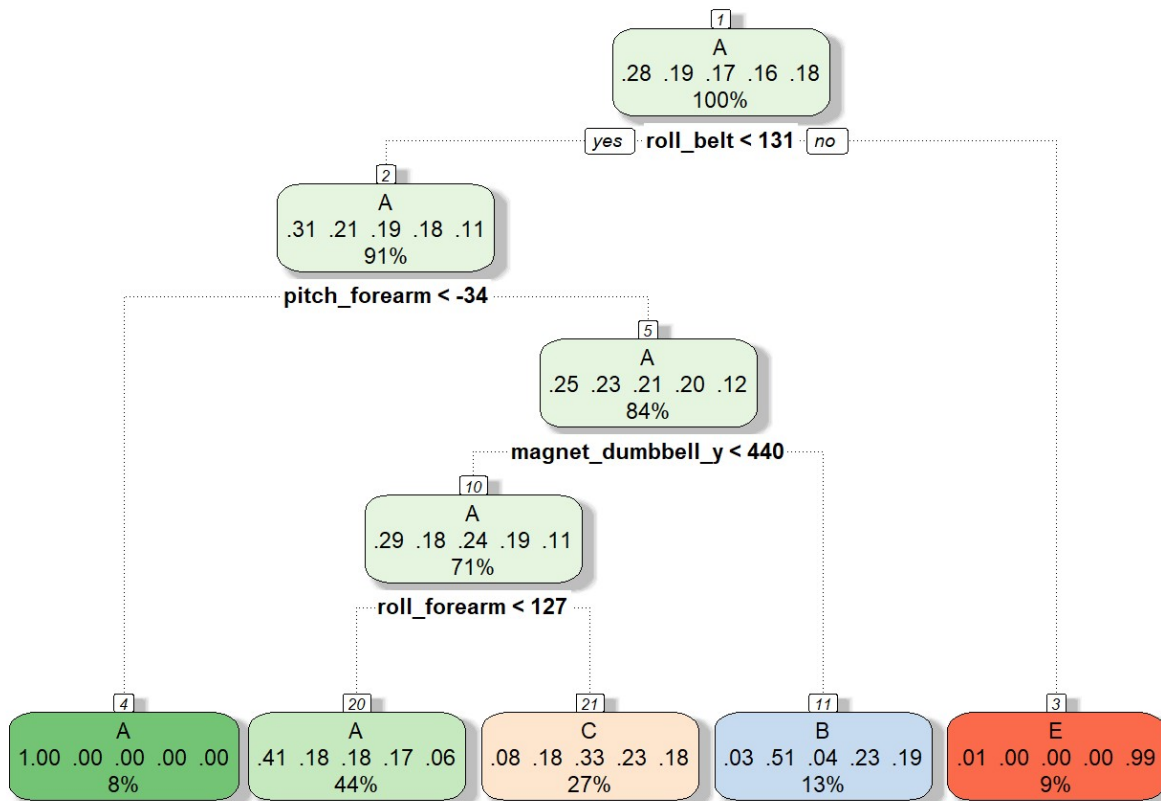 1
A
.28 .19 .17 .16 .18
100%
yes roll_belt < 131 no
2
A
.31 .21 .19 .18 .11
91%
pitch_forearm < -34
5
A
.25 .23 .21 .20 .12
84%
magnet_dumbbell_y < 440
10
A
.29 .18 .24 .19 .11
71%
roll_forearm < 127
4
A
1.00 .00 .00 .00 .00
8%
20
A
.41 .18 .18 .17 .06
44%
21
C
.08 .18 .33 .23 .18
27%
11
B
.03 .51 .04 .23 .19
13%
3
E
.01 .00 .00 .00 .99
9%